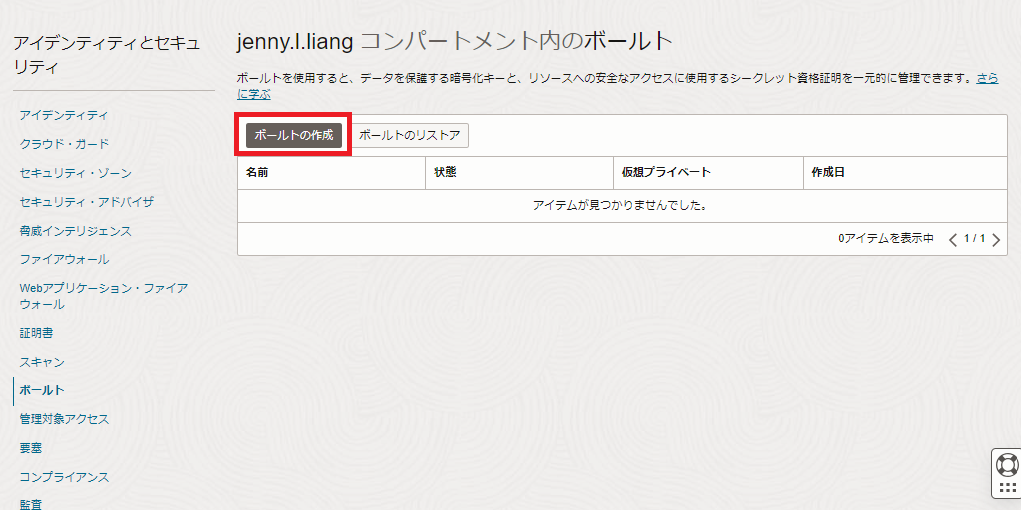 アイデンティティとセキュ
リティ
アイデンティティ
クラウド・ガード
セキュリティ・ゾーン
セキュリティ・アドバイザ
脅威インテリジェンス
ファイアウォール
Webアプリケーション・ファイア
ウォール
証明書
スキャン
ボールト
管理対象アクセス
要塞
コンプライアンス
監査
jenny.l.liang コンパートメント内のボールト
ボールトを使用すると、データを保護する暗号化キーと、リソースへの安全なアクセスに使用するシークレット資格証明を一元的に管理できます。さら
に学ぶ
ボールトの作成 ボールトのリストア
名前 状態 仮想プライベート 作成日
アイテムが見つかりませんでした。
0アイテムを表示中 1 / 1